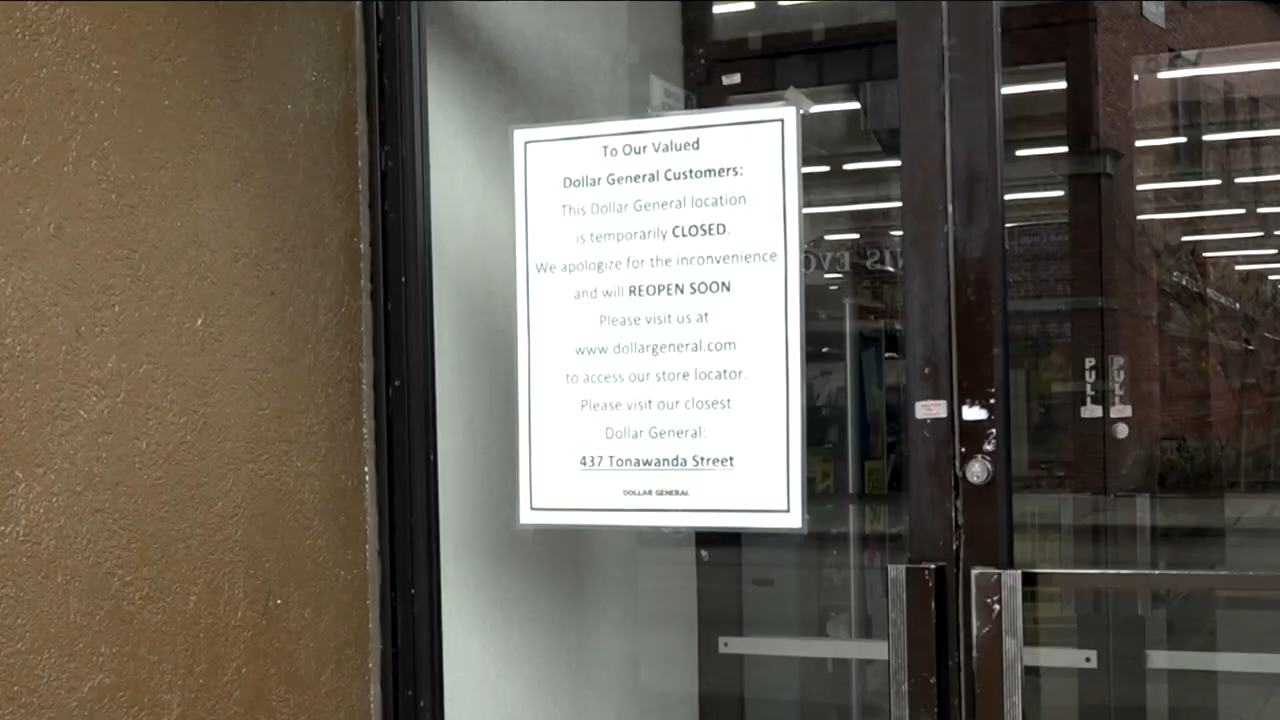 To Our Valued
Dollar General Customers:
This Dollar General location
is temporarily CLOSED.
We apologize for the inconvenience
and will REOPEN SOON
Please visit us at
www.dollargeneral.com
to access our store locator.
Please visit our closest
Dollar General:
437 Tonawanda Street
DOLLAR GENERAL
PULL
PULL